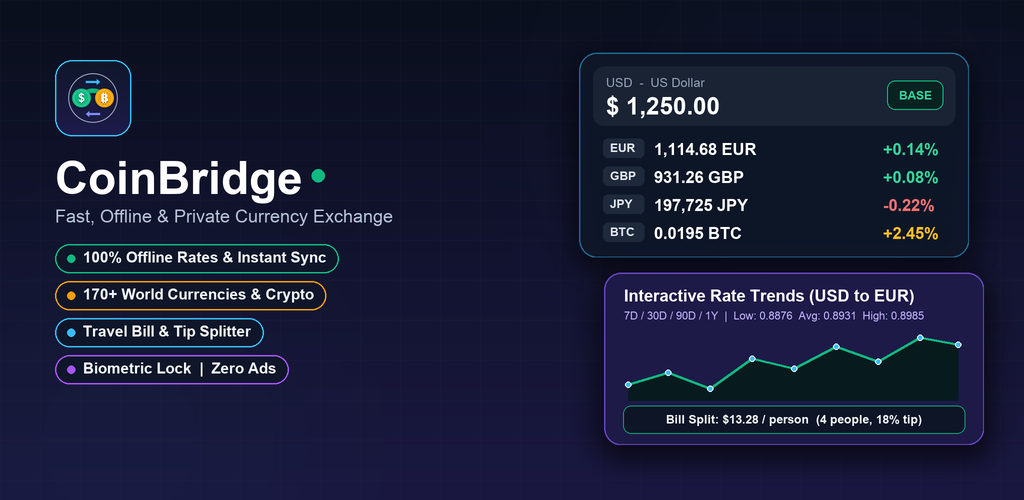 $ ₿
CoinBridge
Fast, Offline & Private Currency Exchange
100% Offline Rates & Instant Sync
170+ World Currencies & Crypto
Travel Bill & Tip Splitter
Biometric Lock | Zero Ads
USD - US Dollar
$ 1,250.00
BASE
EUR 1,114.68 EUR +0.14%
GBP 931.26 GBP +0.08%
JPY 197,725 JPY -0.22%
BTC 0.0195 BTC +2.45%
Interactive Rate Trends (USD to EUR)
7D / 30D / 90D / 1Y | Low: 0.8876 Avg: 0.8931 High: 0.8985
Bill Split: $13.28 / person (4 people, 18% tip)